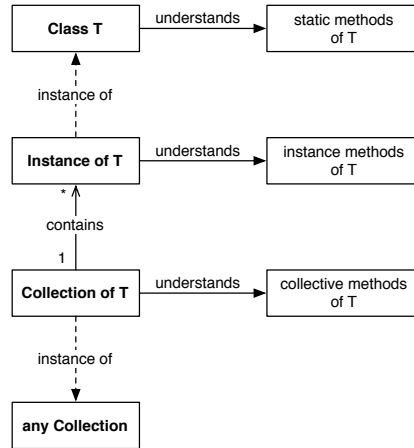 Class T
understands
static methods
of T
instance of
Instance of T
understands
instance methods
of T
*
contains
1
Collection of T
understands
collective methods
of T
instance of
any Collection